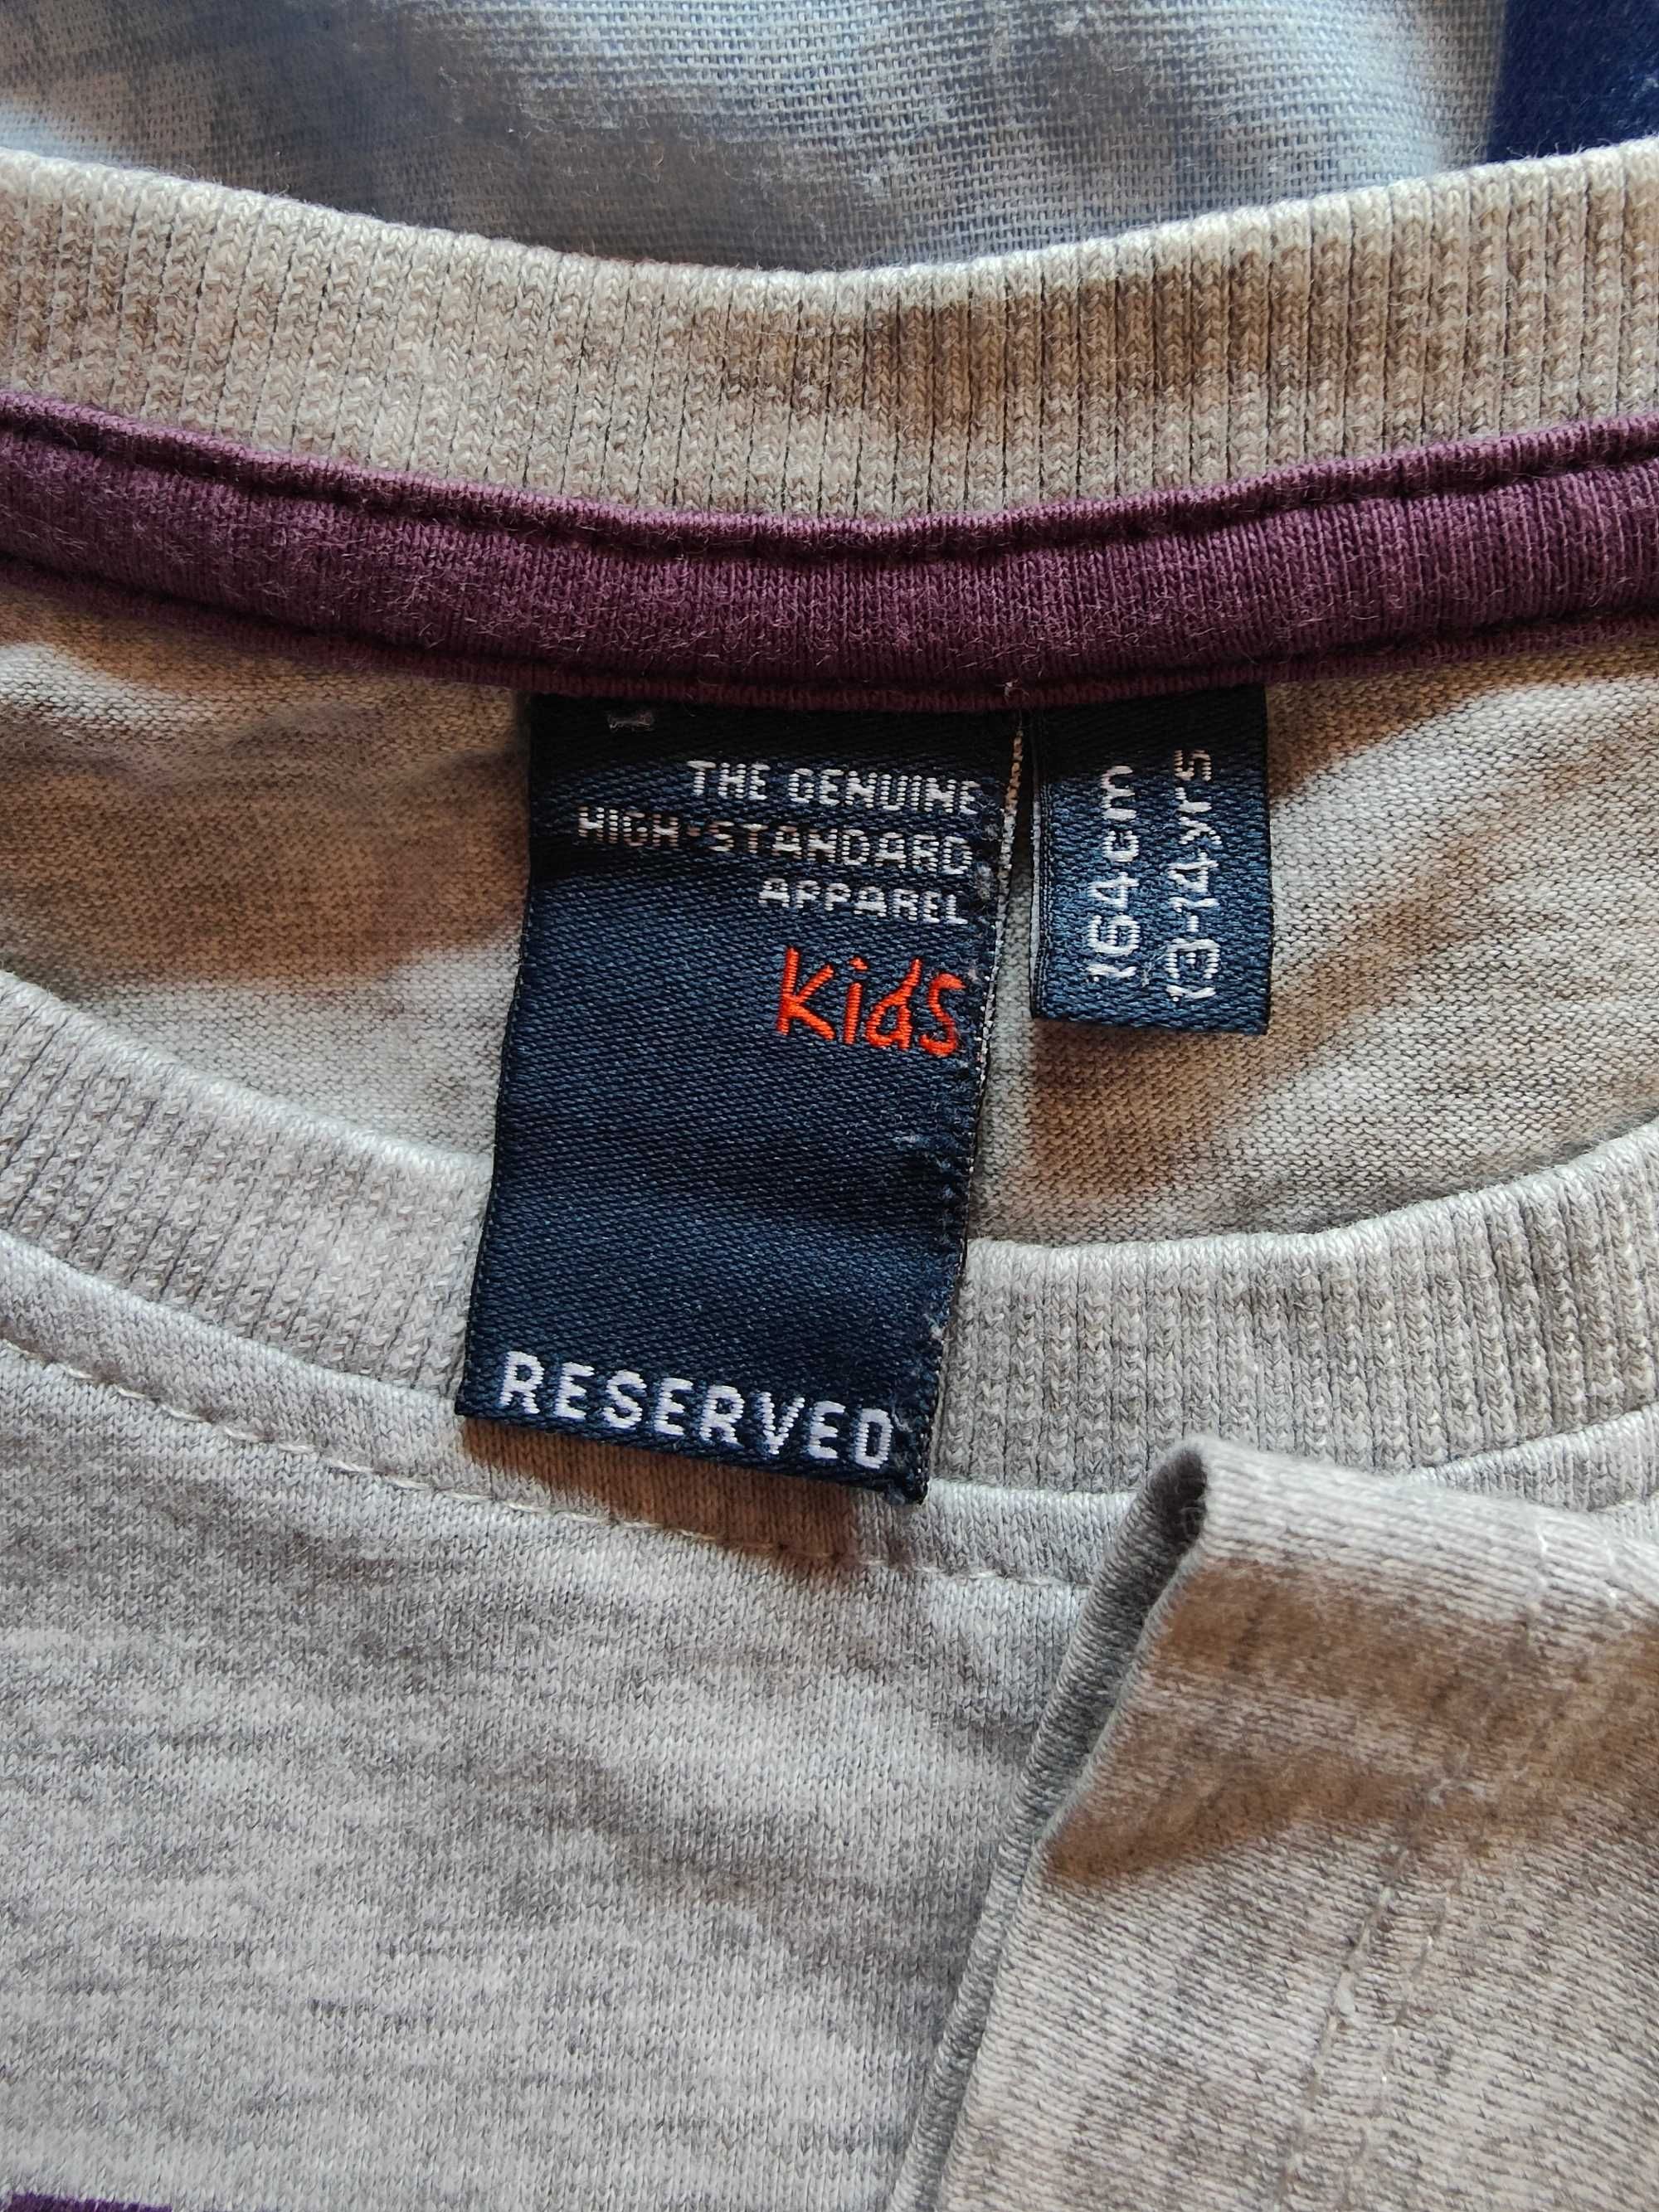 THE GENUINE
HIGH-STANDARD
APPAREL
Kids
RESERVED
164cm
13-14yrs